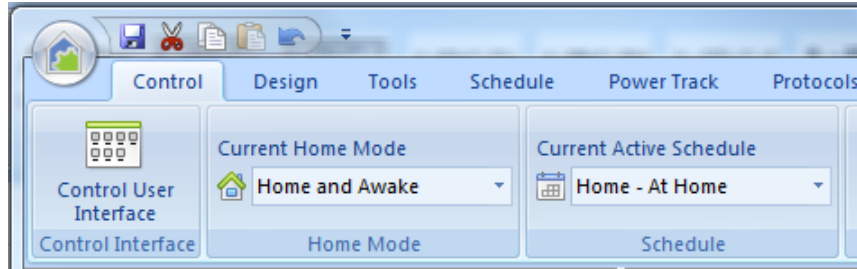 Control Design Tools Schedule Power Track Protocols
Control User
Interface
Control Interface
Current Home Mode
Home and Awake
Home Mode
Current Active Schedule
Home - At Home
Schedule